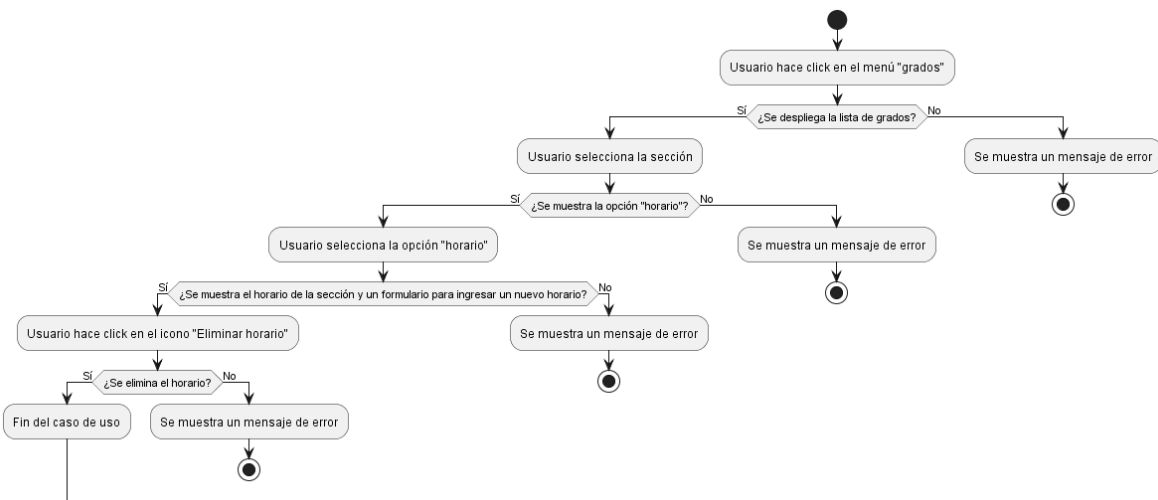 Usuario hace click en el menú "grados"
Sí
¿Se despliega la lista de grados?
No
Usuario selecciona la sección
Se muestra un mensaje de error
Sí
¿Se muestra la opción "horario"?
No
Usuario selecciona la opción "horario"
Se muestra un mensaje de error
Sí
¿Se muestra el horario de la sección y un formulario para ingresar un nuevo horario?
No
Usuario hace click en el icono "Eliminar horario"
Se muestra un mensaje de error
Sí
¿Se elimina el horario?
No
Fin del caso de uso
Se muestra un mensaje de error